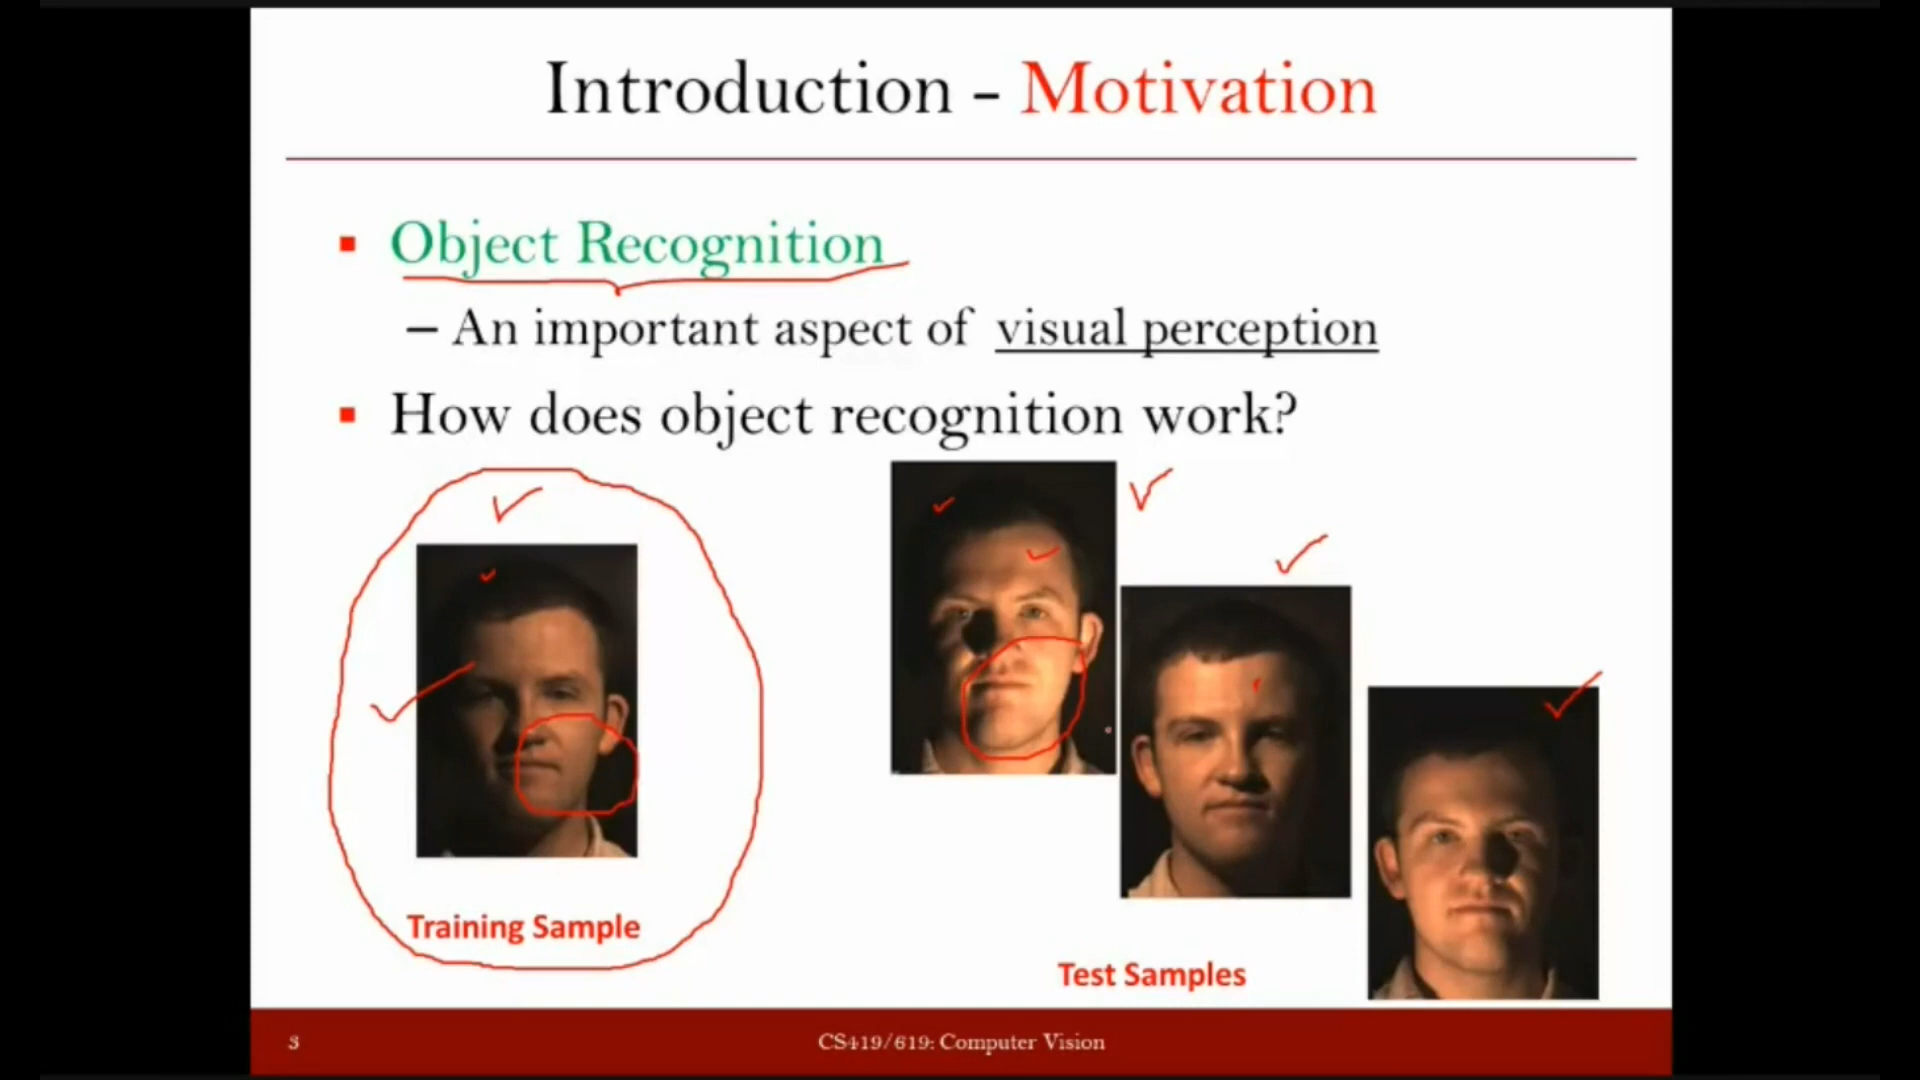 Introduction - Motivation
▪ Object Recognition
– An important aspect of visual perception
▪ How does object recognition work?
Training Sample
Test Samples
3
CS419/619: Computer Vision